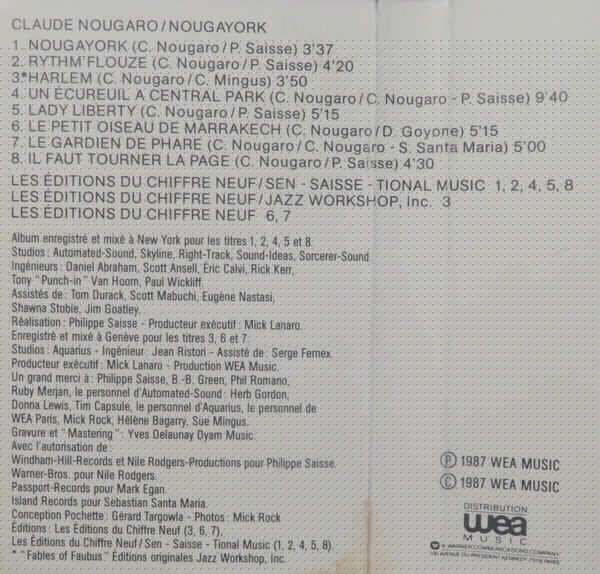 CLAUDE NOUGARO/NOUGAYORK
1. NOUGAYORK (C. Nougaro/P. Saisse) 3'37
2. RYTHM'FLOUZE (C. Nougaro/P. Saisse) 4'20
3*HARLEM (C. Nougaro/C. Mingus) 3'50
4. UN ÉCUREUIL A CENTRAL PARK (C. Nougaro/C. Nougaro - P. Saisse) 9'40
5. LADY LIBERTY (C. Nougaro/P. Saisse) 5'15
6. LE PETIT OISEAU DE MARRAKECH (C. Nougaro/D. Goyone) 5'15
7. LE GARDIEN DE PHARE (C. Nougaro/C. Nougaro - S. Santa Maria) 5'00
8. IL FAUT TOURNER LA PAGE (C. Nougaro/P. Saisse) 4'30
LES ÉDITIONS DU CHIFFRE NEUF/SEN - SAISSE - TIONAL MUSIC 1, 2, 4, 5, 8
LES ÉDITIONS DU CHIFFRE NEUF/JAZZ WORKSHOP, Inc. 3
LES ÉDITIONS DU CHIFFRE NEUF 6, 7
Album enregistré et mixé à New York pour les titres 1, 2, 4, 5 et 8.
Studios : Automated-Sound, Skyline, Right-Track, Sound-Ideas, Sorcerer-Sound.
Ingénieurs : Daniel Abraham, Scott Ansell, Éric Calvi, Rick Kerr,
Tony "Punch-in" Van Hoorn, Paul Wickliff.
Assistés de : Tom Durack, Scott Mabuchi, Eugène Nastasi,
Shawna Stobie, Jim Goatley.
Réalisation : Philippe Saisse - Producteur exécutif : Mick Lanaro.
Enregistré et mixé à Genève pour les titres 3, 6 et 7.
Studios : Aquarius - Ingénieur : Jean Ristori - Assisté de : Serge Fernex.
Producteur exécutif : Mick Lanaro - Production WEA Music.
Un grand merci à : Philippe Saisse, B.-B. Green, Phil Romano,
Ruby Merjan, le personnel d'Automated-Sound : Herb Gordon,
Donna Lewis, Tim Capsule, le personnel d'Aquarius, le personnel de
WEA Paris, Mick Rock, Hélène Bagarry, Sue Mingus.
Gravure et "Mastering" : Yves Delaunay Dyam Music.
Avec l'autorisation de :
Windham-Hill-Records et Nile Rodgers-Productions pour Philippe Saisse.
Warner-Bros. pour Nile Rodgers.
Passport-Records pour Mark Egan.
Island Records pour Sebastian Santa Maria.
Conception Pochette : Gérard Targowla - Photos : Mick Rock
Éditions : Les Éditions du Chiffre Neuf (3, 6, 7),
Les Éditions du Chiffre Neuf/Sen - Saisse - Tional Music (1, 2, 4, 5, 8).
* "Fables of Faubus" Éditions originales Jazz Workshop, Inc.
Ⓟ 1987 WEA MUSIC
© 1987 WEA MUSIC
DISTRIBUTION
wea
MUSIC
A WARNER COMMUNICATIONS COMPANY